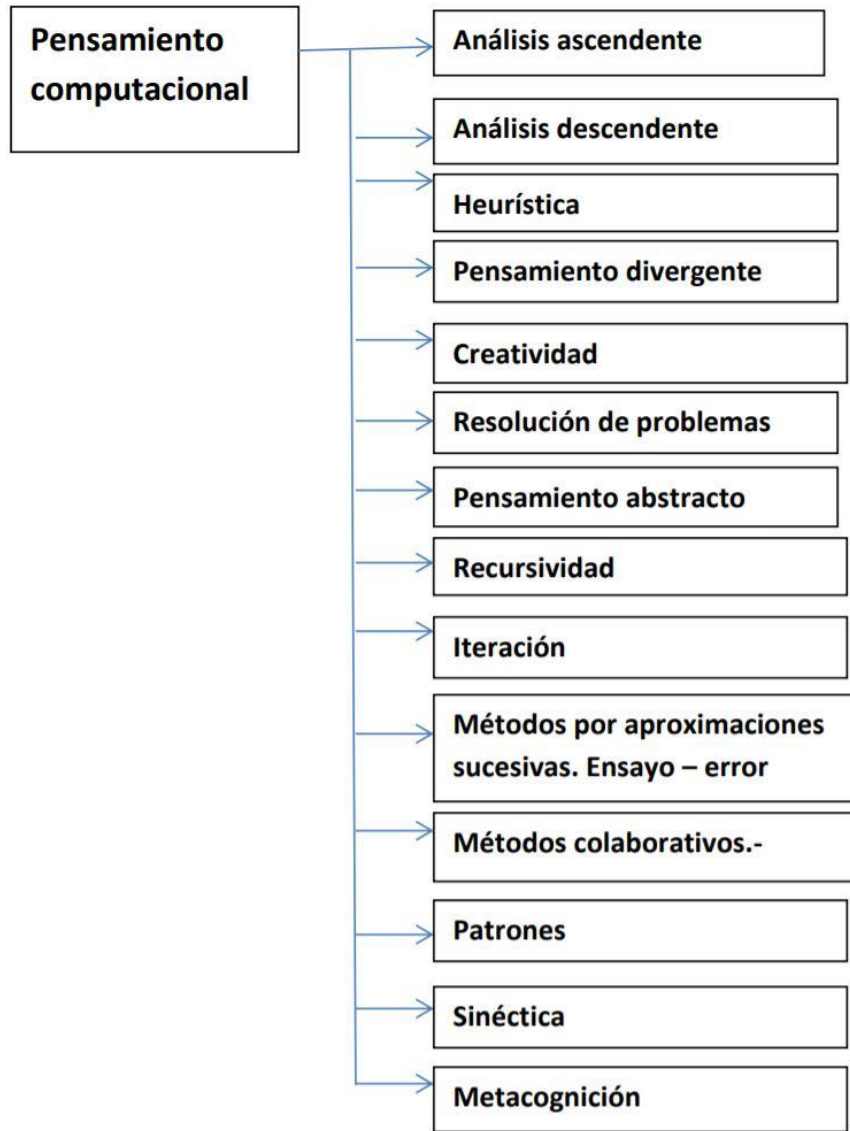 Pensamiento
computacional
Análisis ascendente
Análisis descendente
Heurística
Pensamiento divergente
Creatividad
Resolución de problemas
Pensamiento abstracto
Recursividad
Iteración
Métodos por aproximaciones
sucesivas. Ensayo – error
Métodos colaborativos.-
Patrones
Sinéctica
Metacognición